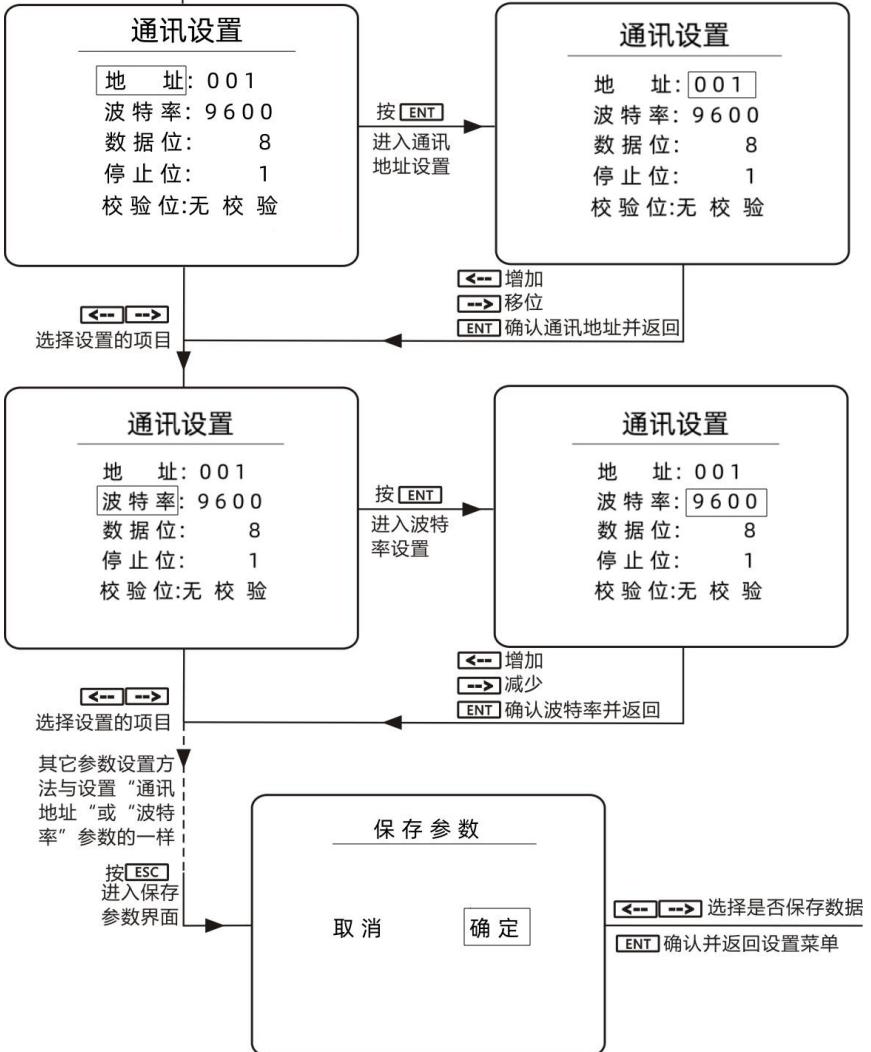 通讯设置
地 址: 001
波特率: 9600
数据位: 8
停止位: 1
校验位:无 校 验
按 ENT
进入通讯
地址设置
通讯设置
地 址: 001
波特率: 9600
数据位: 8
停止位: 1
校验位:无 校 验
<-- 增加
--> 移位
ENT 确认通讯地址并返回
<-- -->
选择设置的项目
通讯设置
地 址: 001
波特率: 9600
数据位: 8
停止位: 1
校验位:无 校 验
按 ENT
进入波特
率设置
通讯设置
地 址: 001
波特率: 9600
数据位: 8
停止位: 1
校验位:无 校 验
<-- 增加
--> 减少
ENT 确认波特率并返回
<-- -->
选择设置的项目
其它参数设置方
法与设置“通讯
地址“或“波特
率”参数的一样
按 ESC
进入保存
参数界面
保存参数
取消 确定
<-- --> 选择是否保存数据
ENT 确认并返回设置菜单